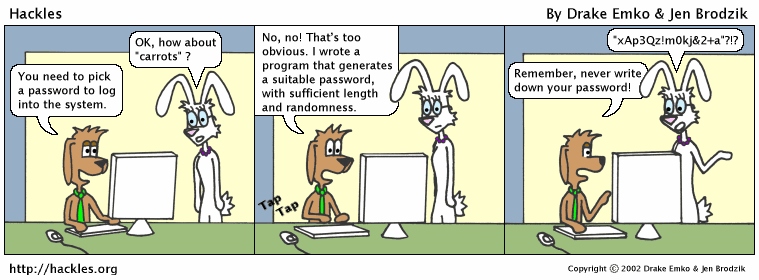 Hackles
By Drake Emko & Jen Brodzik
You need to pick
a password to log
into the system.
OK, how about
"carrots" ?
No, no! That's too
obvious. I wrote a
program that generates
a suitable password,
with sufficient length
and randomness.
Tap
Tap
"xAp3Qz!m0kj&2+a"?!?
Remember, never write
down your password!
http://hackles.org
Copyright © 2002 Drake Emko & Jen Brodzik